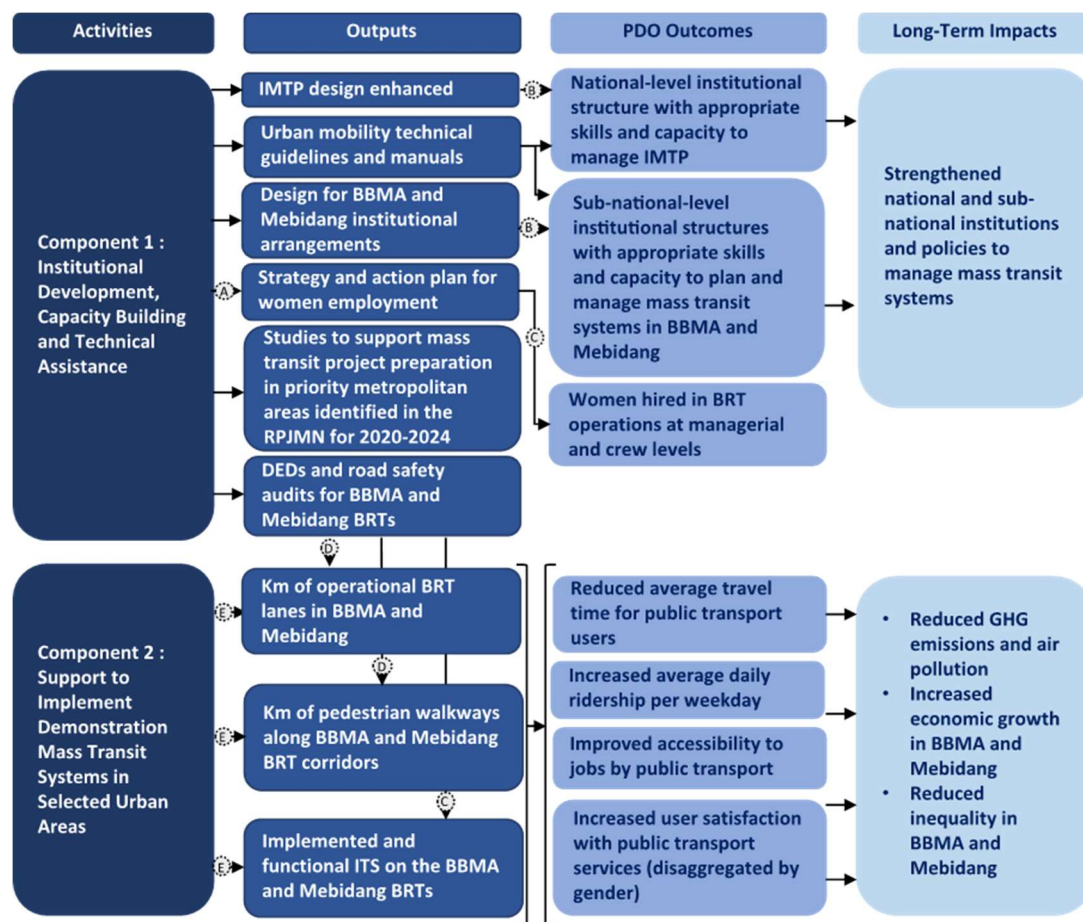 Activities
Outputs
PDO Outcomes
Long-Term Impacts
Component 1 :
Institutional
Development,
Capacity Building
and Technical
Assistance
A
IMTP design enhanced
Urban mobility technical
guidelines and manuals
Design for BBMA and
Mebidang institutional
arrangements
Strategy and action plan for
women employment
Studies to support mass
transit project preparation
in priority metropolitan
areas identified in the
RPJMN for 2020-2024
DEDs and road safety
audits for BBMA and
Mebidang BRTs
B
B
C
National-level institutional
structure with appropriate
skills and capacity to
manage IMTP
Sub-national-level
institutional structures
with appropriate skills
and capacity to plan and
manage mass transit
systems in BBMA and
Mebidang
Women hired in BRT
operations at managerial
and crew levels
Strengthened
national and sub-
national institutions
and policies to
manage mass transit
systems
Component 2 :
Support to
Implement
Demonstration
Mass Transit
Systems in
Selected Urban
Areas
E
E
E
D
Km of operational BRT
lanes in BBMA and
Mebidang
D
Km of pedestrian walkways
along BBMA and Mebidang
BRT corridors
C
Implemented and
functional ITS on the BBMA
and Mebidang BRTs
Reduced average travel
time for public transport
users
Increased average daily
ridership per weekday
Improved accessibility to
jobs by public transport
Increased user satisfaction
with public transport
services (disaggregated by
gender)
• Reduced GHG
emissions and air
pollution
• Increased
economic growth
in BBMA and
Mebidang
• Reduced
inequality in
BBMA and
Mebidang